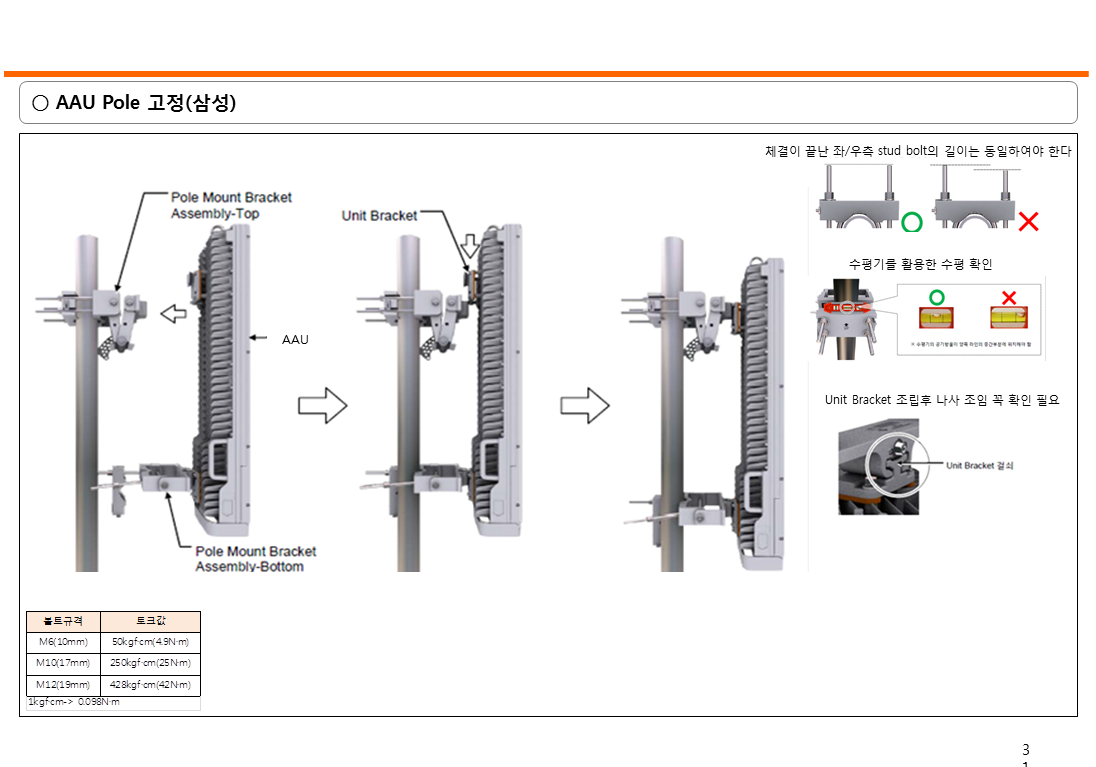 ○ AAU Pole 고정(삼성)
체결이 끝난 좌/우측 stud bolt의 길이는 동일하여야 한다
Pole Mount Bracket
Assembly-Top
Unit Bracket
수평기를 활용한 수평 확인
AAU
※ 수평기의 공기방울이 양쪽 라인의 중간부분에 위치해야 함
Unit Bracket 조립후 나사 조임 꼭 확인 필요
Unit Bracket 걸쇠
Pole Mount Bracket
Assembly-Bottom
볼트규격 토크값
M6(10mm) 50kgf·cm(4.9N·m)
M10(17mm) 250kgf·cm(25N·m)
M12(19mm) 428kgf·cm(42N·m)
1kgf·cm-> 0.098N·m
3
1